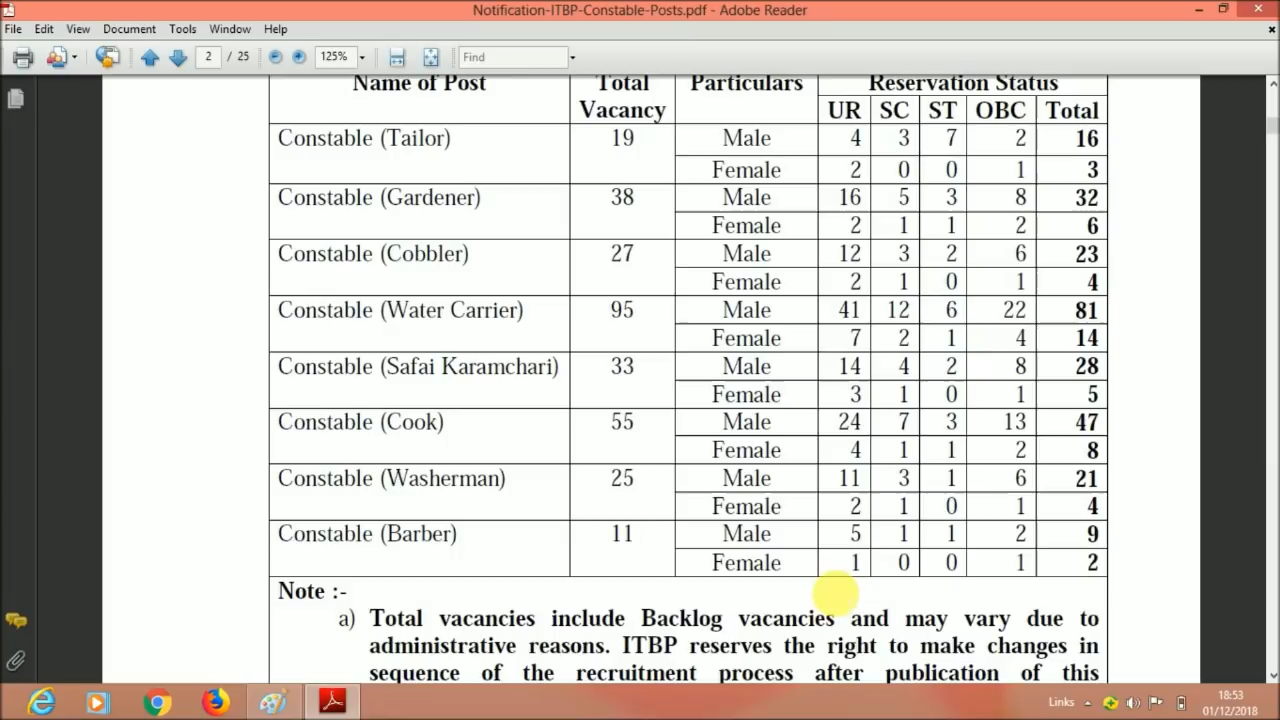 Notification-ITBP-Constable-Posts.pdf - Adobe Reader
File Edit View Document Tools Window Help
2 / 25 125% Find
Name of Post Total Vacancy Particulars Reservation Status
UR SC ST OBC Total
Constable (Tailor) 19 Male 4 3 7 2 16
Female 2 0 0 1 3
Constable (Gardener) 38 Male 16 5 3 8 32
Female 2 1 1 2 6
Constable (Cobbler) 27 Male 12 3 2 6 23
Female 2 1 0 1 4
Constable (Water Carrier) 95 Male 41 12 6 22 81
Female 7 2 1 4 14
Constable (Safai Karamchari) 33 Male 14 4 2 8 28
Female 3 1 0 1 5
Constable (Cook) 55 Male 24 7 3 13 47
Female 4 1 1 2 8
Constable (Washerman) 25 Male 11 3 1 6 21
Female 2 1 0 1 4
Constable (Barber) 11 Male 5 1 1 2 9
Female 1 0 0 1 2
Note :-
a) Total vacancies include Backlog vacancies and may vary due to
administrative reasons. ITBP reserves the right to make changes in
sequence of the recruitment process after publication of this
Links 18:53
01/12/2018